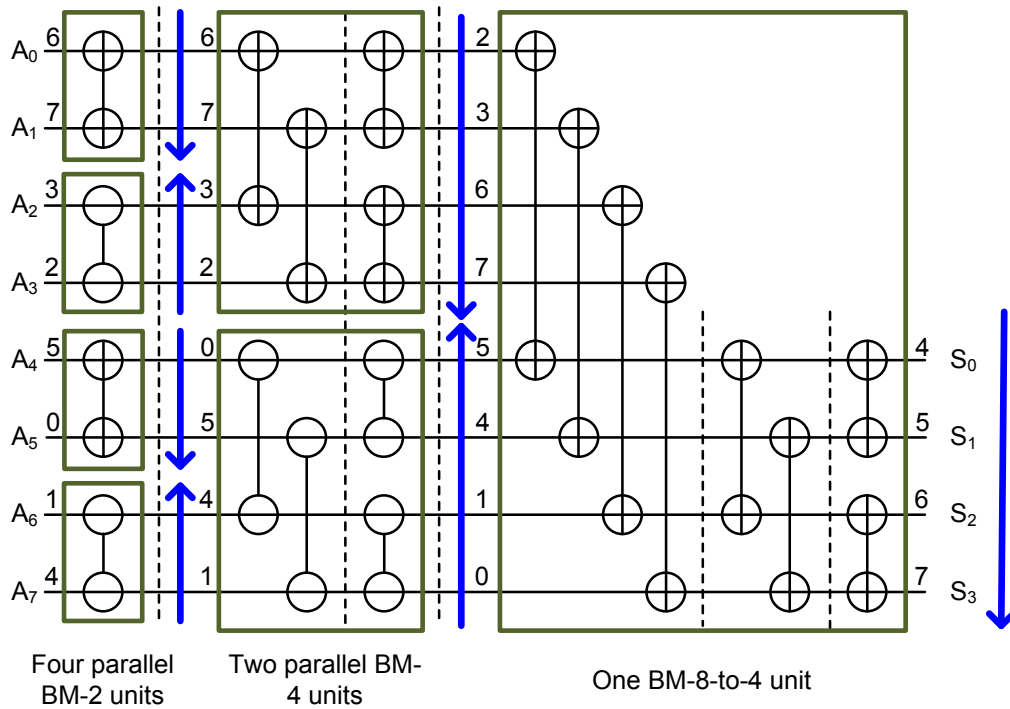 A0 6 6 2
A1 7 7 3
A2 3 3 6
A3 2 2 7
A4 5 0 5 4 S0
A5 0 5 4 5 S1
A6 1 4 1 6 S2
A7 4 1 0 7 S3
Four parallel
BM-2 units
Two parallel BM-
4 units
One BM-8-to-4 unit